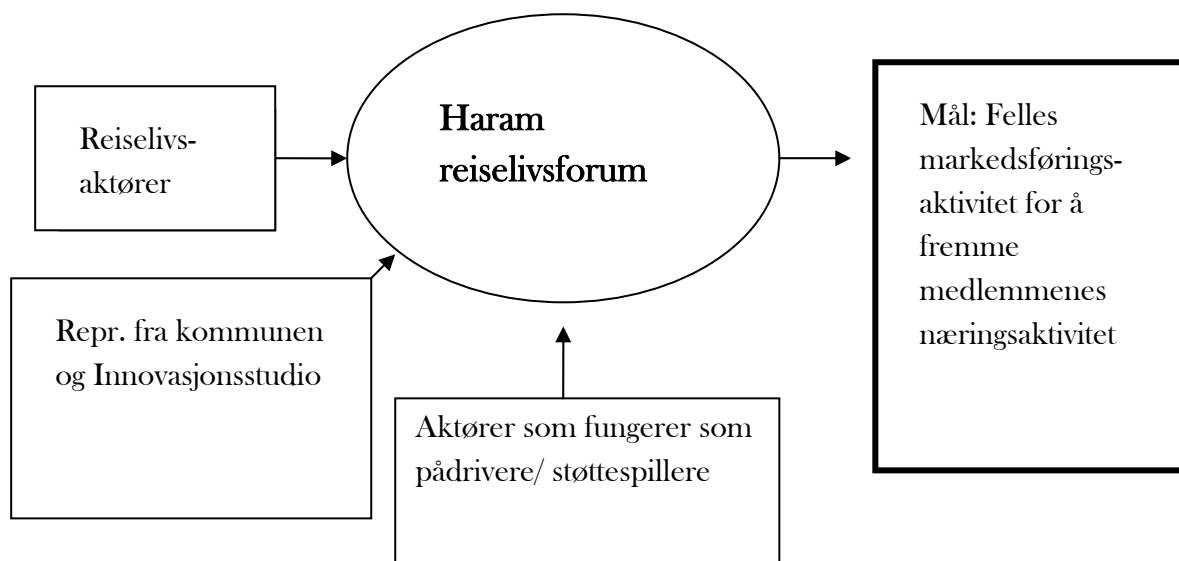 Reiselivs-
aktører
Haram
reiselivsforum
Mål: Felles
markedsførings-
aktivitet for å
fremme
medlemmenes
næringsaktivitet
Repr. fra kommunen
og Innovasjonsstudio
Aktører som fungerer som
pådrivere/ støttespillere